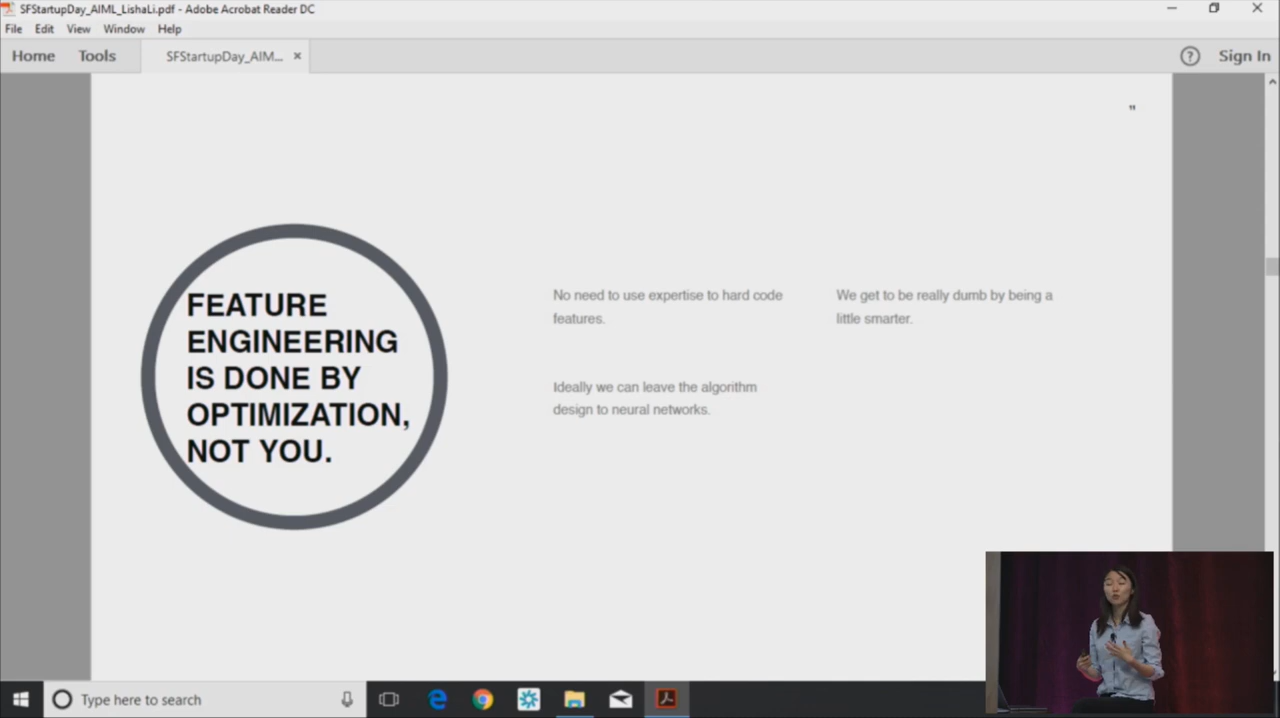 SFStartupDay_AIML_LishaLi.pdf - Adobe Acrobat Reader DC
File Edit View Window Help
Home Tools SFStartupDay_AIM... × ? Sign In
"
FEATURE
ENGINEERING
IS DONE BY
OPTIMIZATION,
NOT YOU.
No need to use expertise to hard code
features.
Ideally we can leave the algorithm
design to neural networks.
We get to be really dumb by being a
little smarter.
Type here to search